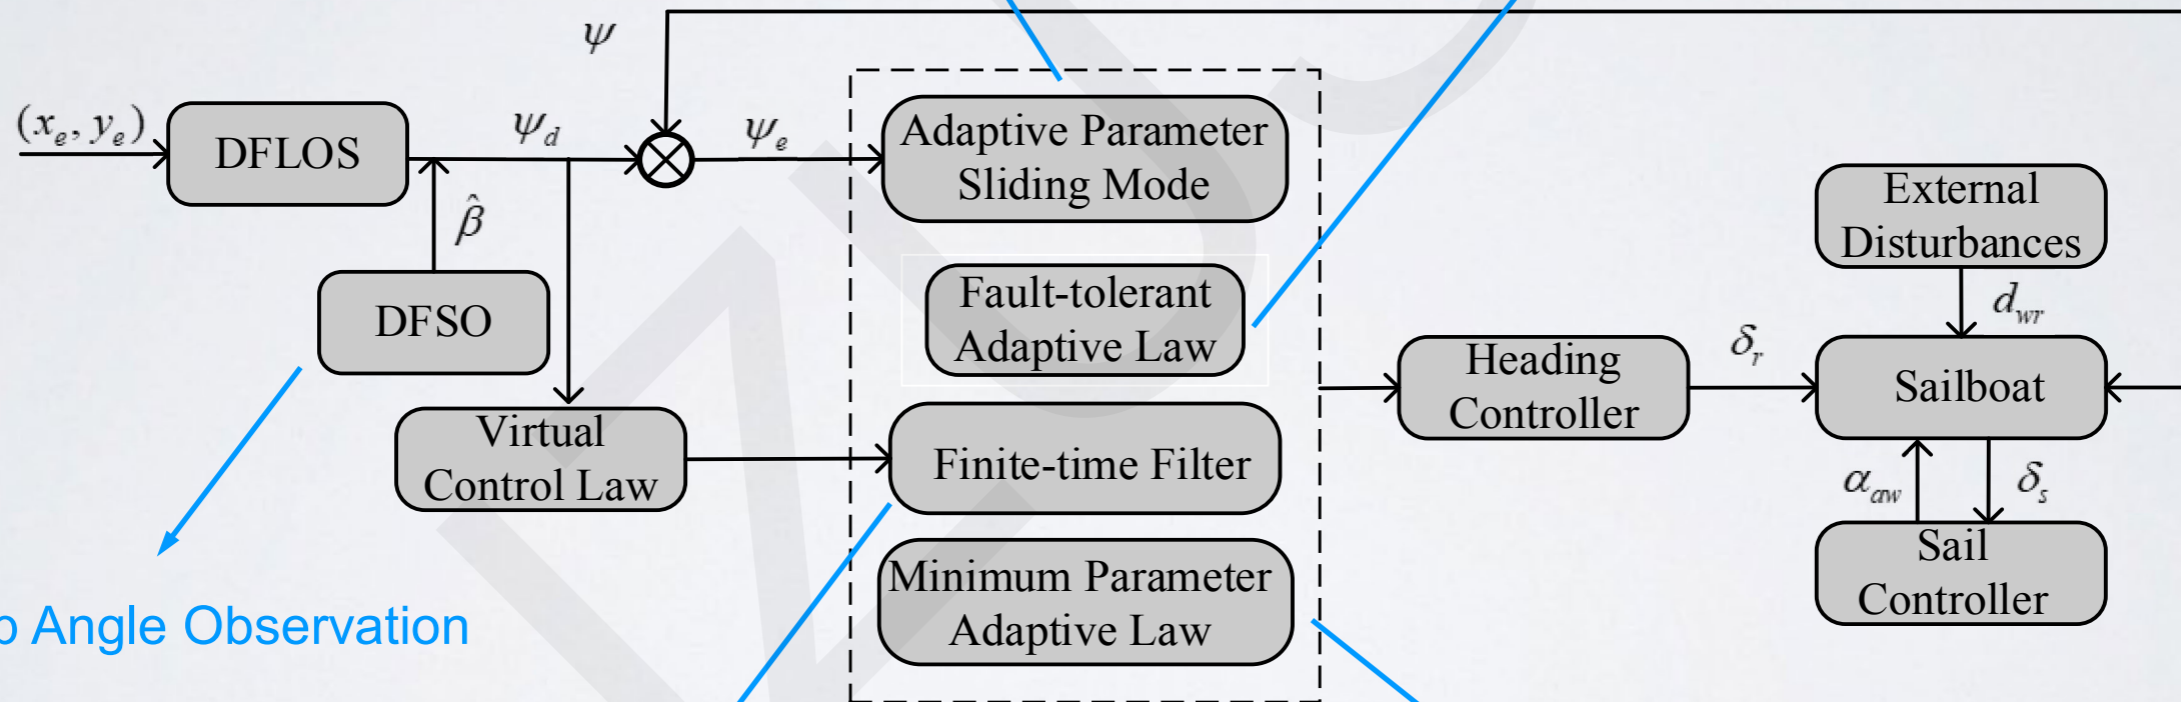 ψ
(x_e, y_e)
DFLOS
ψ_d
ψ_e
β̂
DFSO
Virtual
Control Law
Adaptive Parameter
Sliding Mode
Fault-tolerant
Adaptive Law
Finite-time Filter
Minimum Parameter
Adaptive Law
Heading
Controller
δ_r
External
Disturbances
d_wr
Sailboat
α_aw
δ_s
Sail
Controller
Angle Observation